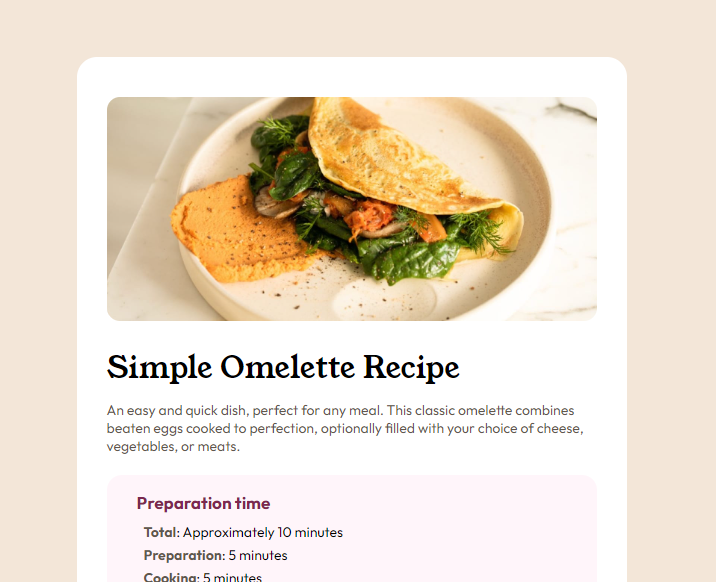 Simple Omelette Recipe
An easy and quick dish, perfect for any meal. This classic omelette combines
beaten eggs cooked to perfection, optionally filled with your choice of cheese,
vegetables, or meats.
Preparation time
Total: Approximately 10 minutes
Preparation: 5 minutes
Cooking: 5 minutes